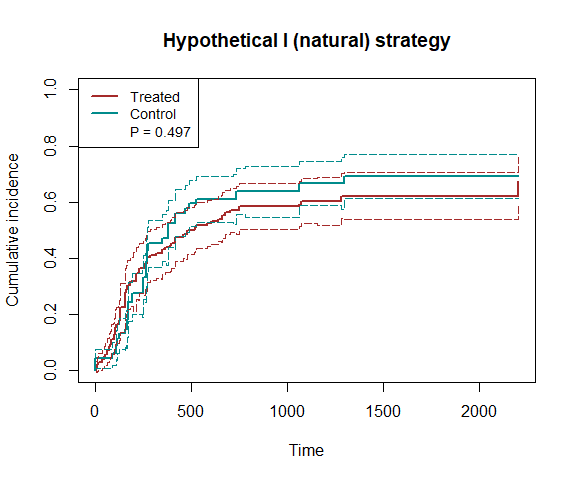 Hypothetical I (natural) strategy
Treated
Control
P = 0.497
Cumulative incidence
1.0
0.8
0.6
0.4
0.2
0.0
0 500 1000 1500 2000
Time